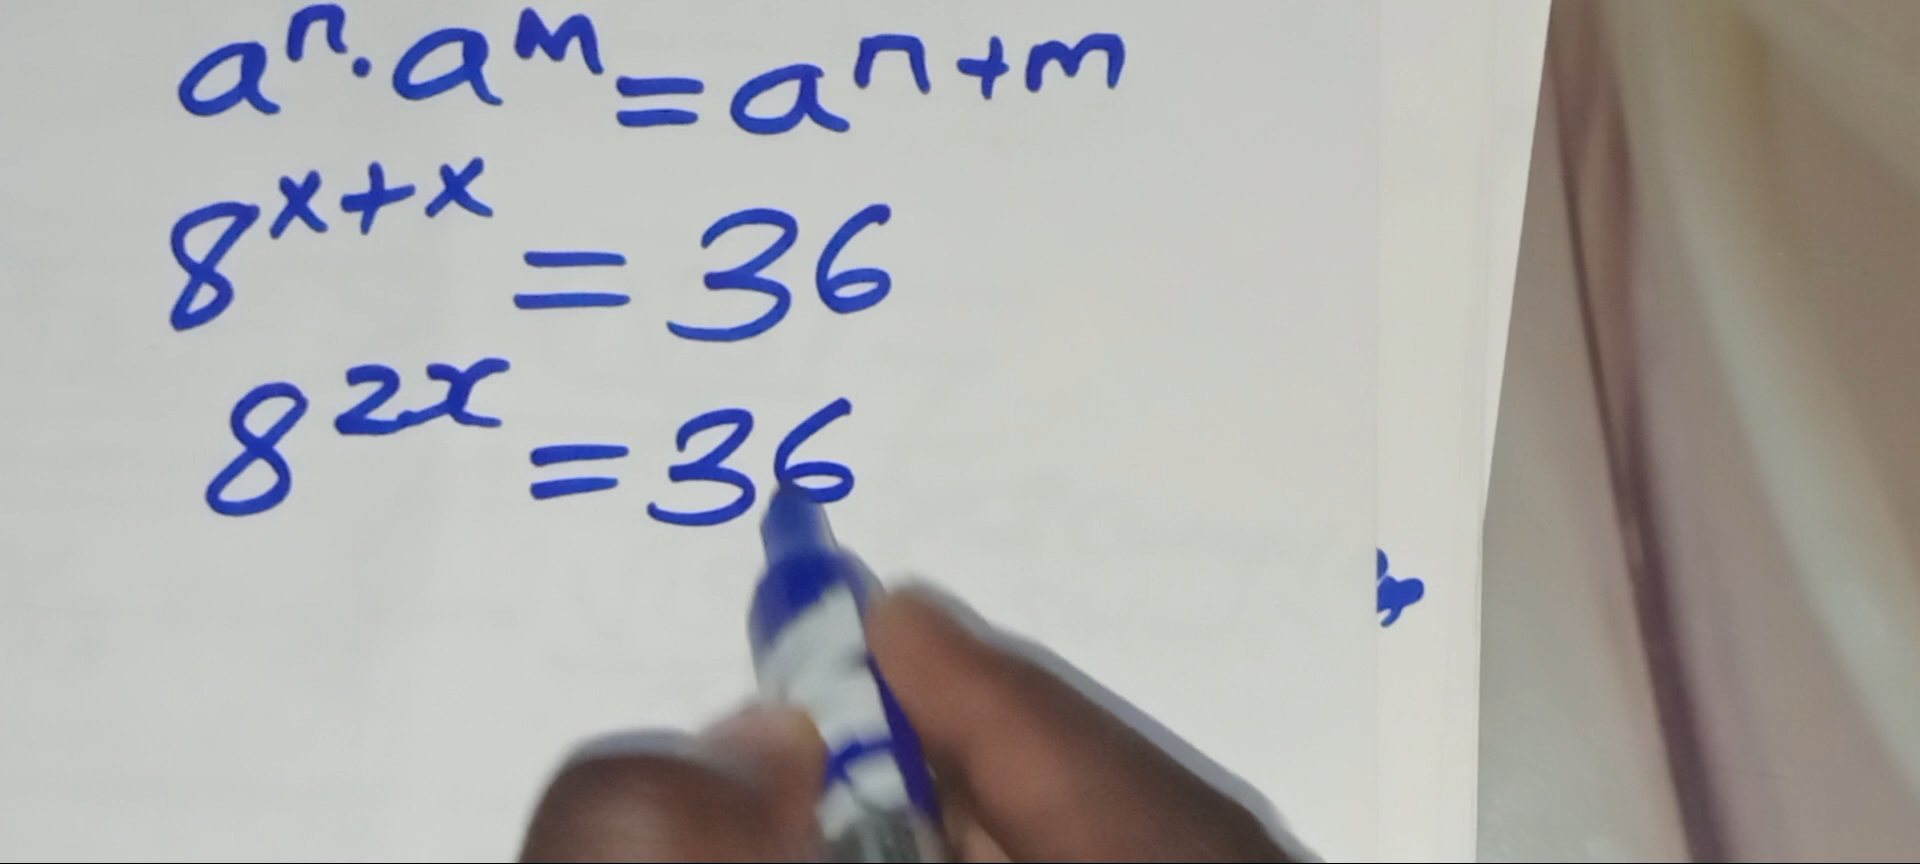 aⁿ · aᵐ = aⁿ⁺ᵐ
8ˣ⁺ˣ = 36
8²ˣ = 36